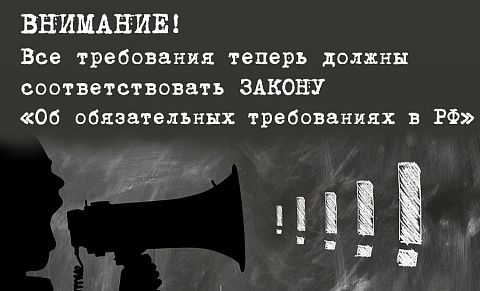 ВНИМАНИЕ!
Все требования теперь должны
соответствовать ЗАКОНУ
«Об обязательных требованиях в РФ»